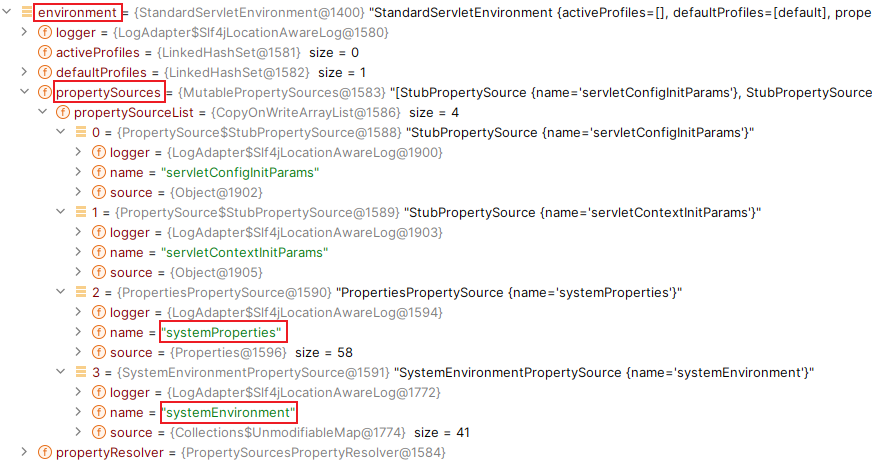 environment = {StandardServletEnvironment@1400} "StandardServletEnvironment {activeProfiles=[], defaultProfiles=[default], prope
logger = {LogAdapter$Slf4jLocationAwareLog@1580}
activeProfiles = {LinkedHashSet@1581} size = 0
defaultProfiles = {LinkedHashSet@1582} size = 1
propertySources = {MutablePropertySources@1583} "[StubPropertySource {name='servletConfigInitParams'}, StubPropertySource
propertySourceList = {CopyOnWriteArrayList@1586} size = 4
0 = {PropertySource$StubPropertySource@1588} "StubPropertySource {name='servletConfigInitParams'}"
logger = {LogAdapter$Slf4jLocationAwareLog@1900}
name = "servletConfigInitParams"
source = {Object@1902}
1 = {PropertySource$StubPropertySource@1589} "StubPropertySource {name='servletContextInitParams'}"
logger = {LogAdapter$Slf4jLocationAwareLog@1903}
name = "servletContextInitParams"
source = {Object@1905}
2 = {PropertiesPropertySource@1590} "PropertiesPropertySource {name='systemProperties'}"
logger = {LogAdapter$Slf4jLocationAwareLog@1594}
name = "systemProperties"
source = {Properties@1596} size = 58
3 = {SystemEnvironmentPropertySource@1591} "SystemEnvironmentPropertySource {name='systemEnvironment'}"
logger = {LogAdapter$Slf4jLocationAwareLog@1772}
name = "systemEnvironment"
source = {Collections$UnmodifiableMap@1774} size = 41
propertyResolver = {PropertySourcesPropertyResolver@1584}